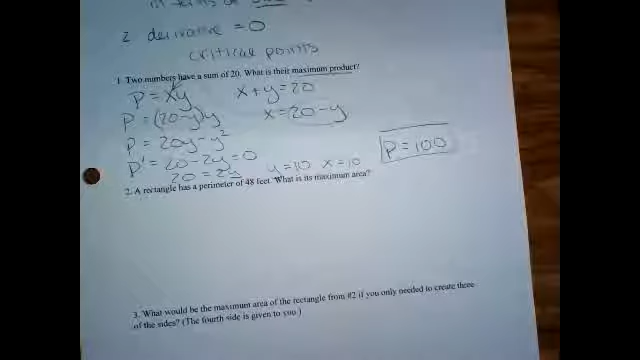 in terms of
2 derivative = 0
critical points
1. Two numbers have a sum of 20. What is their maximum product?
P = xy x + y = 20
P = (20-y)y x = 20 - y
P = 20y - y²
P' = 20 - 2y = 0
20 = 2y y = 10 x = 10 P = 100
2. A rectangle has a perimeter of 48 feet. What is its maximum area?
3. What would be the maximum area of the rectangle from #2 if you only needed to create three
of the sides? (The fourth side is given to you.)